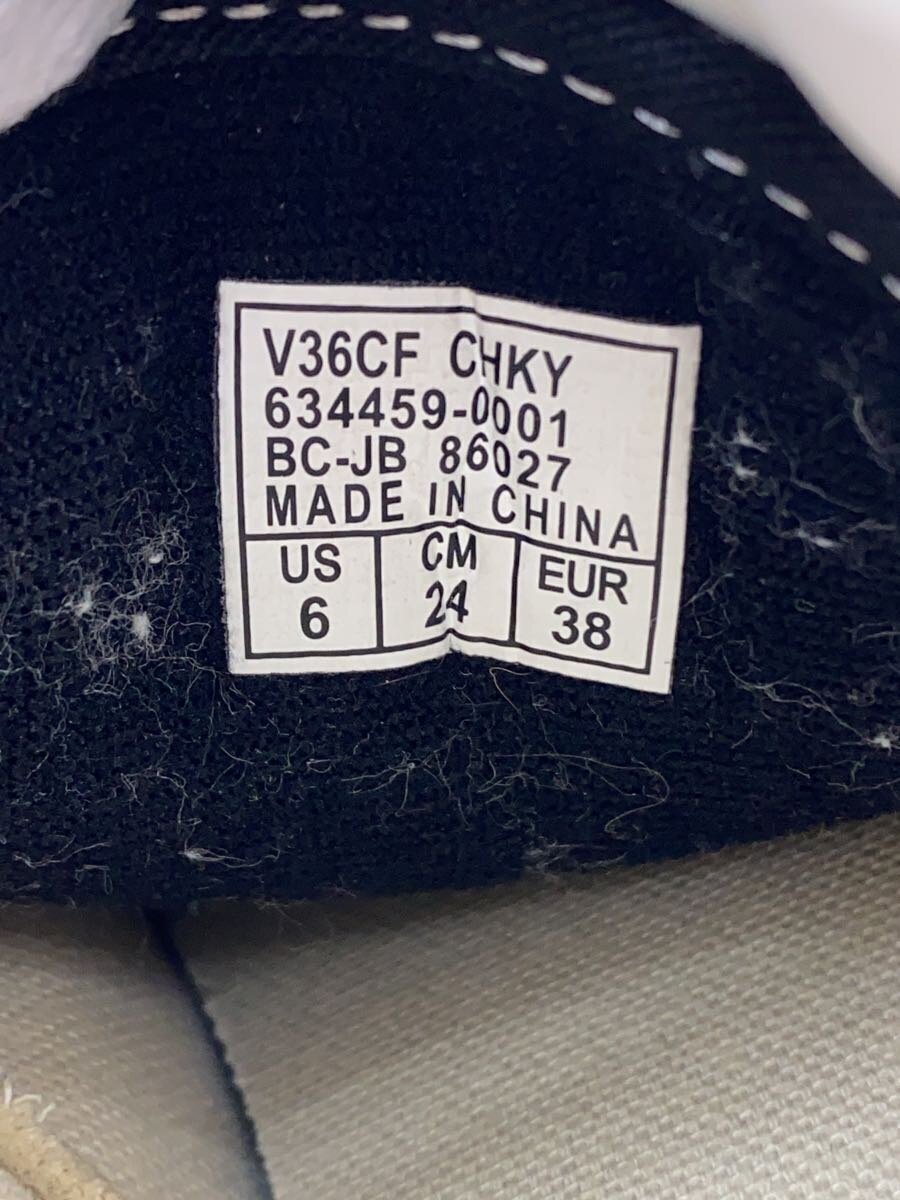 V36CF CHKY
634459-0001
BC-JB 86027
MADE IN CHINA
US CM EUR
6 24 38